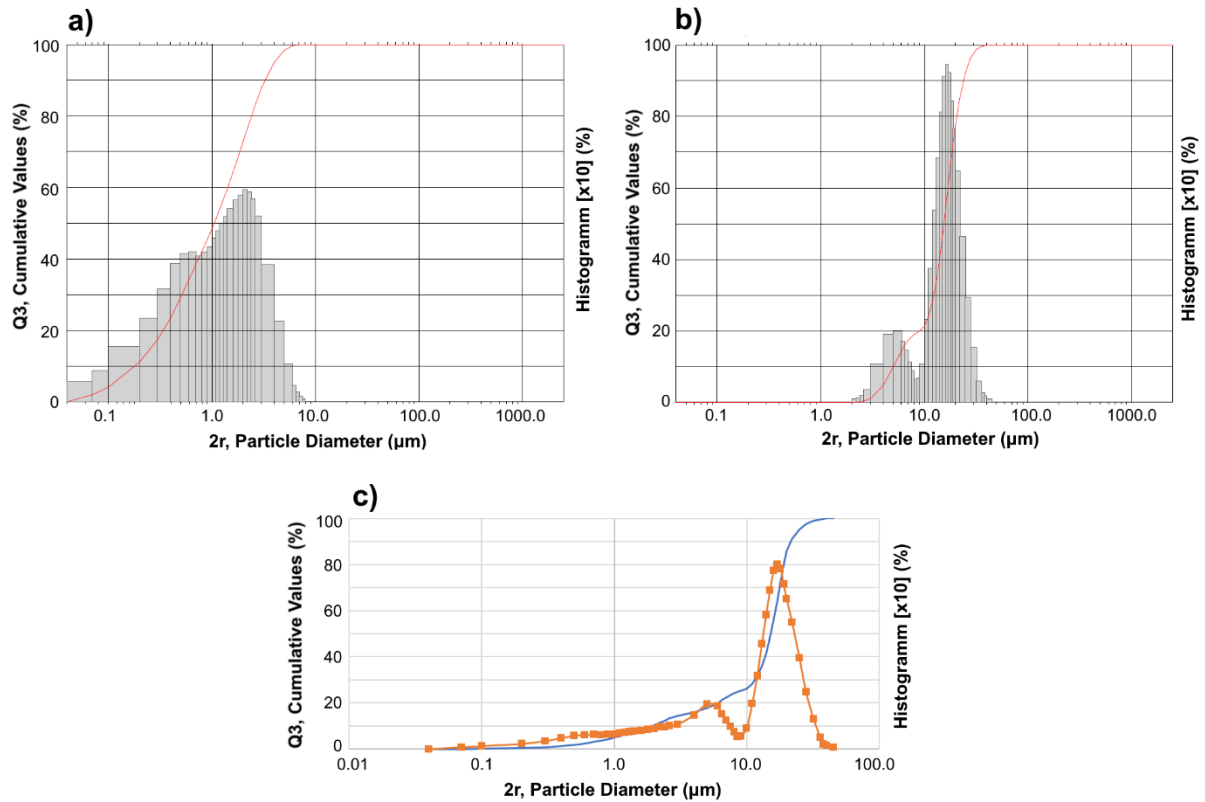 a)
100
80
60
40
20
0
Q3, Cumulative Values (%)
Histogramm [x10] (%)
0.1 1.0 10.0 100.0 1000.0
2r, Particle Diameter (µm)
b)
100
80
60
40
20
0
Q3, Cumulative Values (%)
Histogramm [x10] (%)
0.1 1.0 10.0 100.0 1000.0
2r, Particle Diameter (µm)
c)
100
80
60
40
20
0
Q3, Cumulative Values (%)
Histogramm [x10] (%)
0.01 0.1 1.0 10.0 100.0
2r, Particle Diameter (µm)